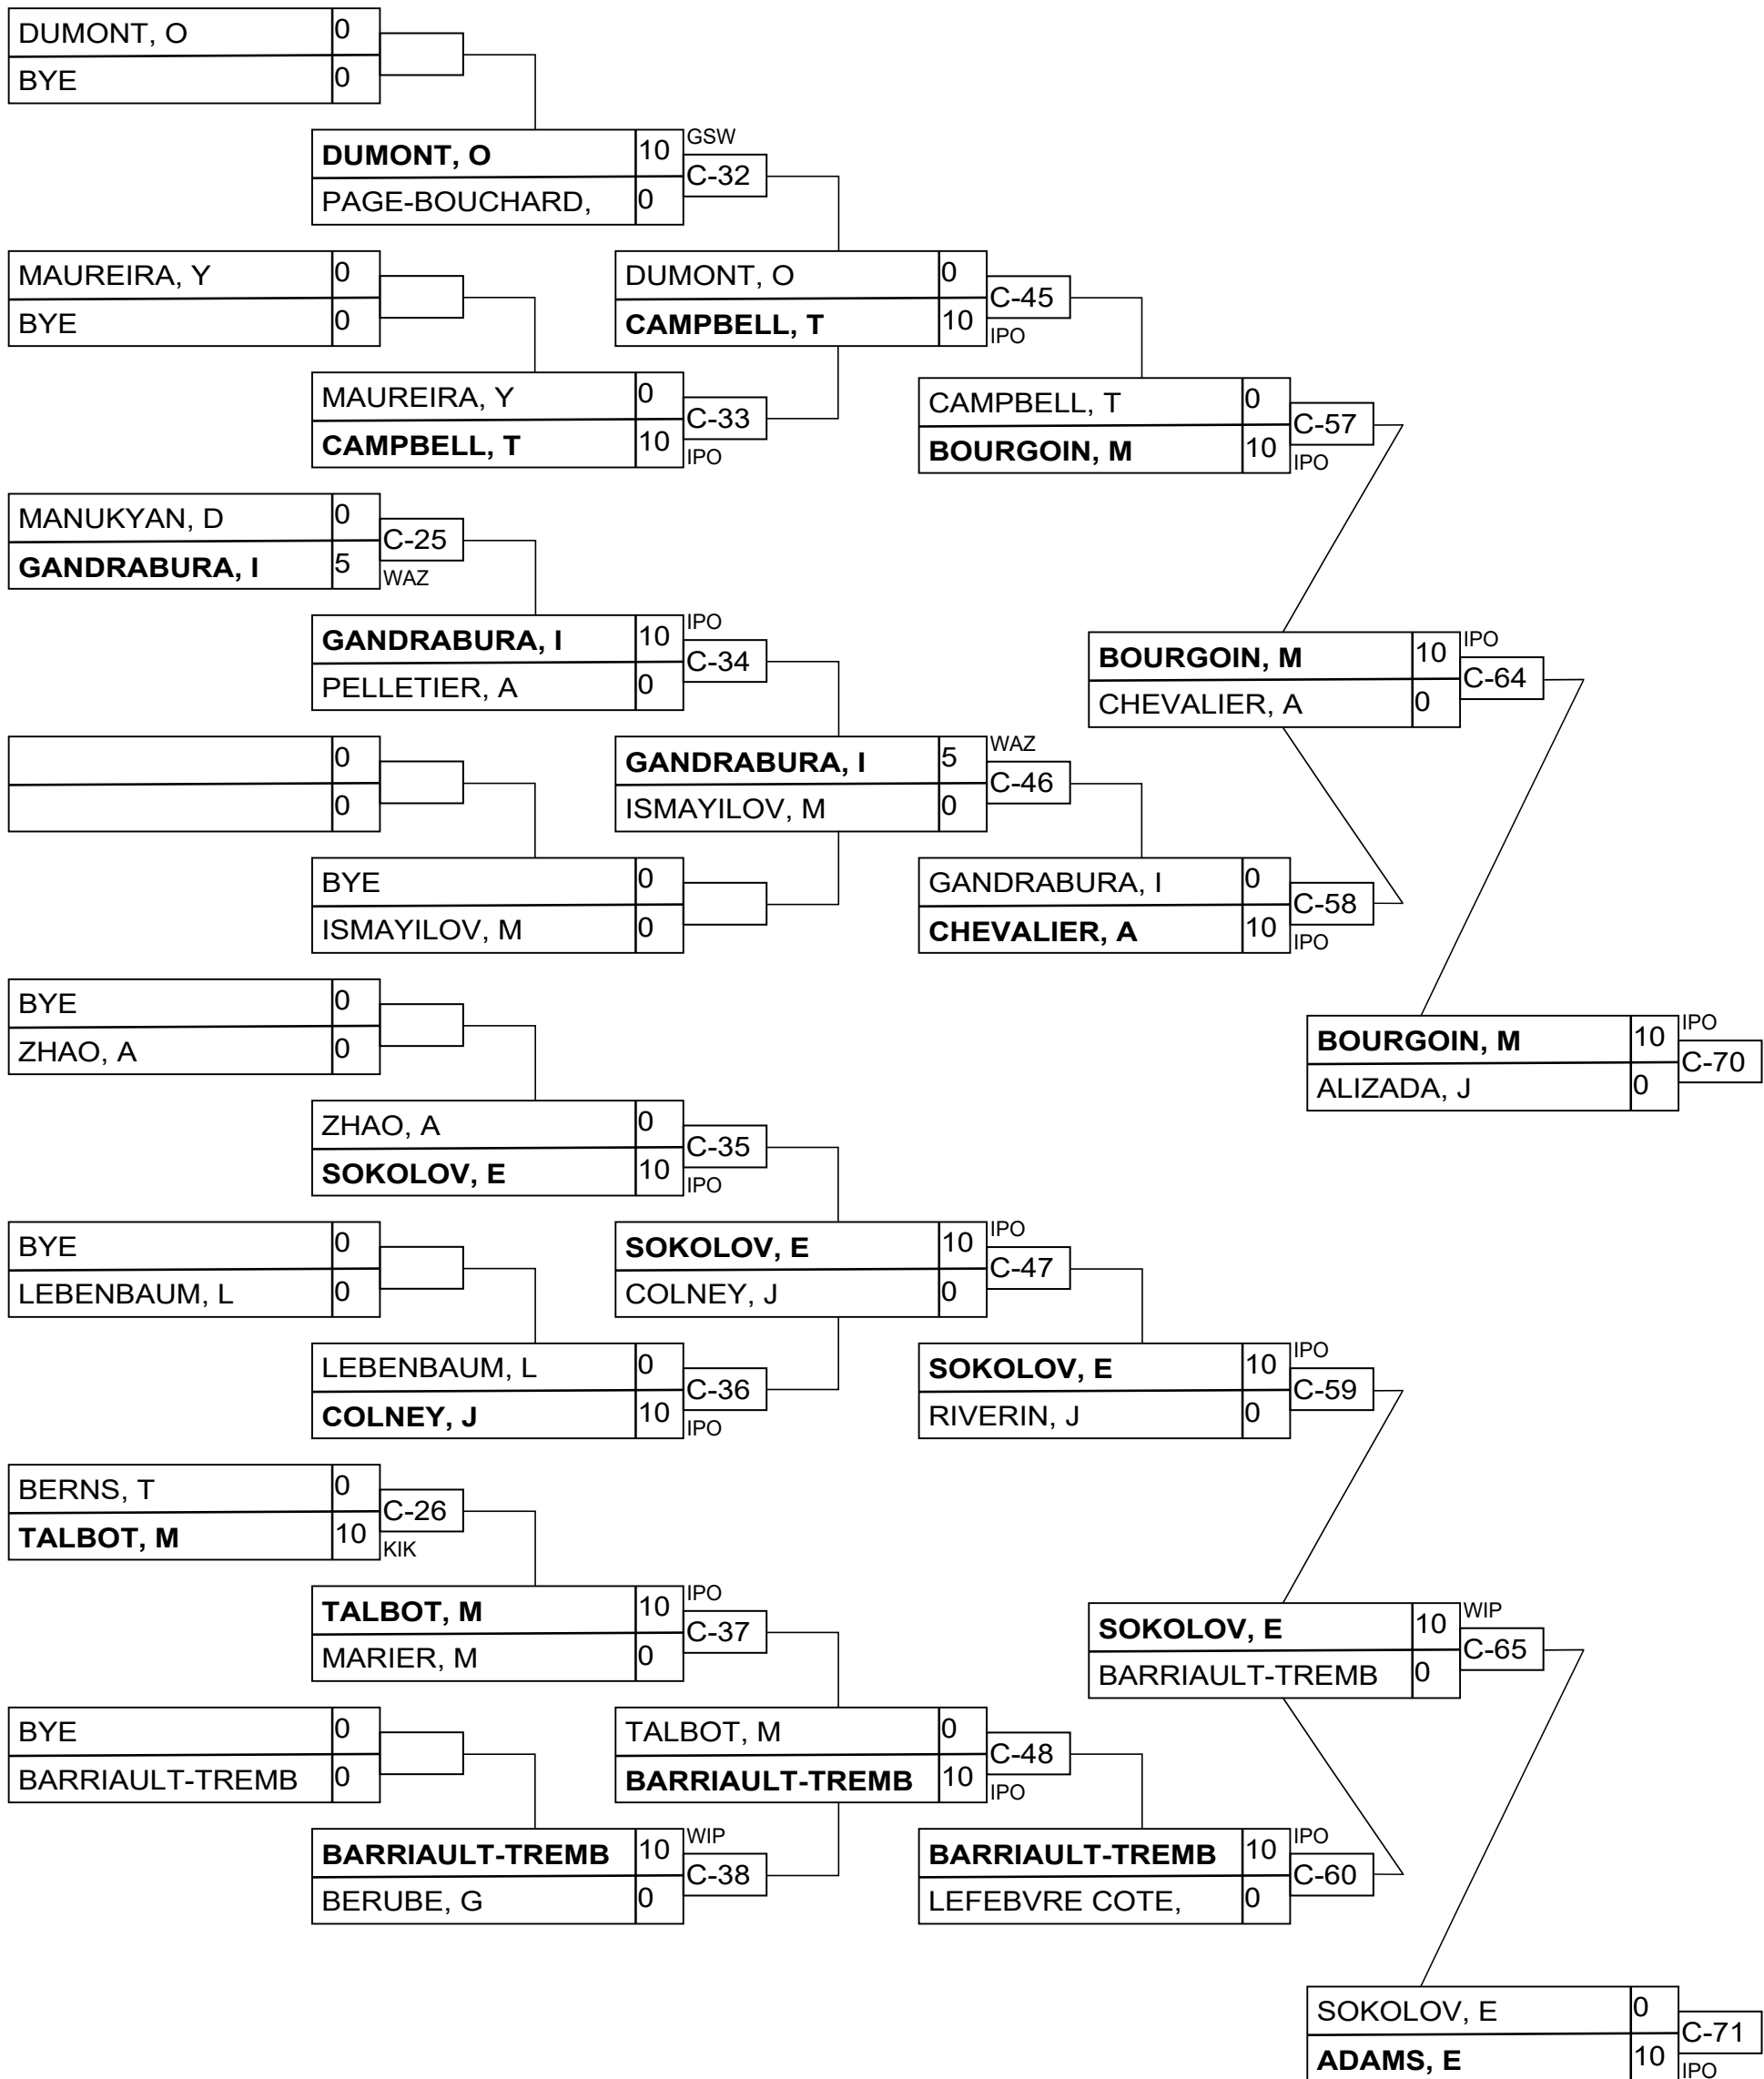 DUMONT, O 0
BYE 0
DUMONT, O 10 GSW
C-32
PAGE-BOUCHARD, 0
MAUREIRA, Y 0
BYE 0
DUMONT, O 0
C-45
CAMPBELL, T 10 IPO
MAUREIRA, Y 0
C-33
CAMPBELL, T 10 IPO
CAMPBELL, T 0
C-57
BOURGOIN, M 10 IPO
MANUKYAN, D 0
C-25
GANDRABURA, I 5 WAZ
GANDRABURA, I 10 IPO
C-34
PELLETIER, A 0
BOURGOIN, M 10 IPO
C-64
CHEVALIER, A 0
0
0
GANDRABURA, I 5 WAZ
C-46
ISMAYILOV, M 0
BYE 0
ISMAYILOV, M 0
GANDRABURA, I 0
C-58
CHEVALIER, A 10 IPO
BYE 0
ZHAO, A 0
BOURGOIN, M 10 IPO
C-70
ALIZADA, J 0
ZHAO, A 0
C-35
SOKOLOV, E 10 IPO
BYE 0
LEBENBAUM, L 0
SOKOLOV, E 10 IPO
C-47
COLNEY, J 0
LEBENBAUM, L 0
C-36
COLNEY, J 10 IPO
SOKOLOV, E 10 IPO
C-59
RIVERIN, J 0
BERNS, T 0
C-26
TALBOT, M 10 KIK
TALBOT, M 10 IPO
C-37
MARIER, M 0
SOKOLOV, E 10 WIP
C-65
BARRIAULT-TREMB 0
BYE 0
BARRIAULT-TREMB 0
TALBOT, M 0
C-48
BARRIAULT-TREMB 10 IPO
BARRIAULT-TREMB 10 WIP
C-38
BERUBE, G 0
BARRIAULT-TREMB 10 IPO
C-60
LEFEBVRE COTE, 0
SOKOLOV, E 0
C-71
ADAMS, E 10 IPO